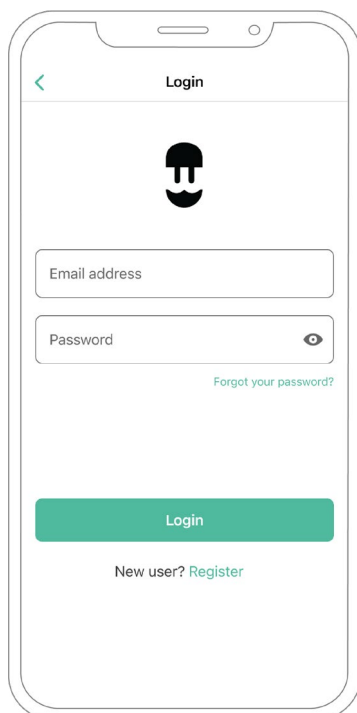 Login
Email address
Password
Forgot your password?
Login
New user? Register